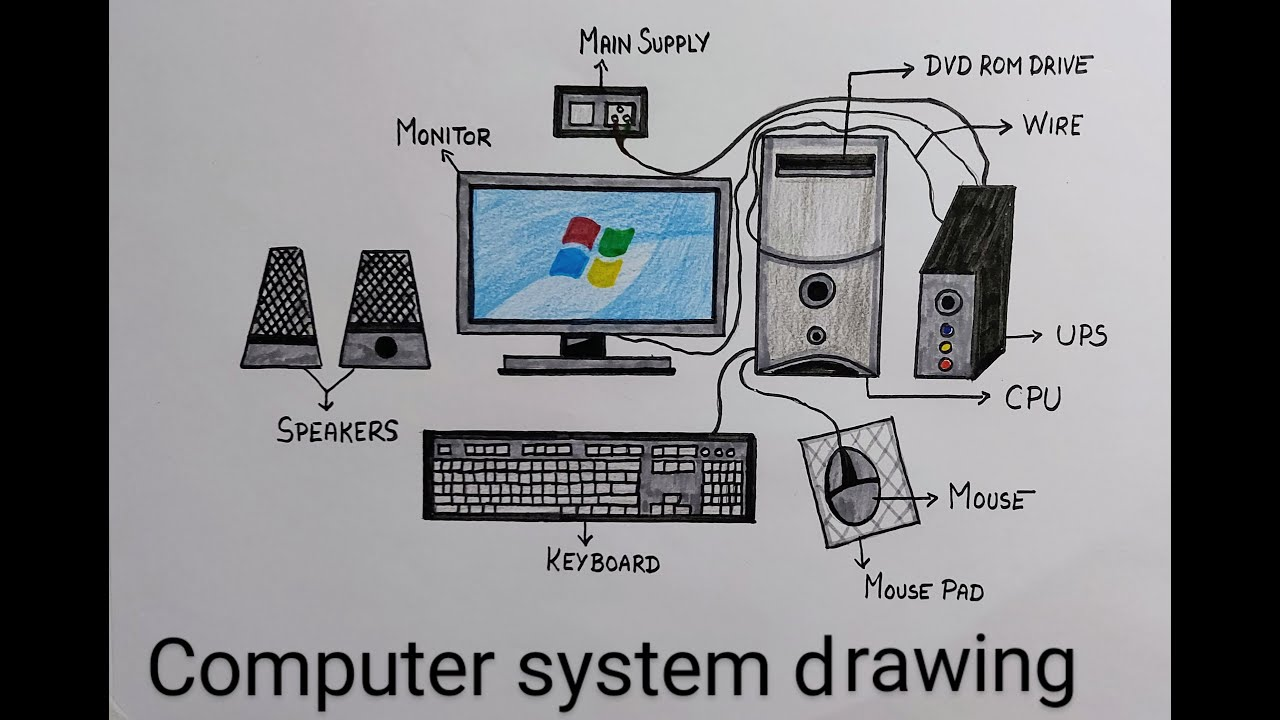 MAIN SUPPLY
DVD ROM DRIVE
WIRE
MONITOR
UPS
CPU
SPEAKERS
MOUSE
KEYBOARD
MOUSE PAD
Computer system drawing